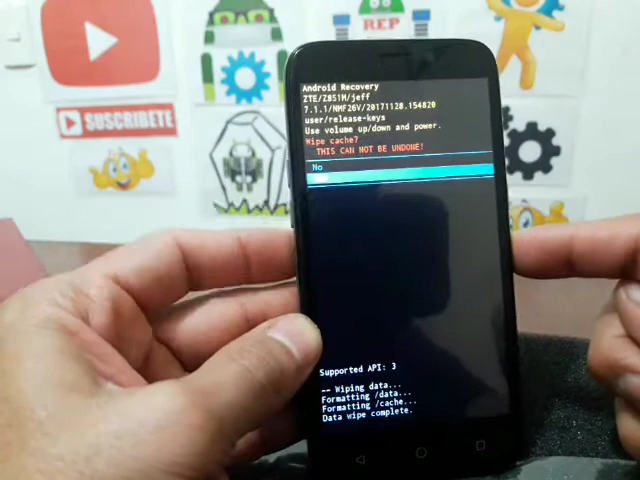 REP
SUSCRIBETE
Android Recovery
ZTE/Z851M/jeff
7.1.1/NMF26V/20171128.154820
user/release-keys
Use volume up/down and power.
Wipe cache?
THIS CAN NOT BE UNDONE!
No
Supported API: 3
-- Wiping data...
Formatting /data...
Formatting /cache...
Data wipe complete.